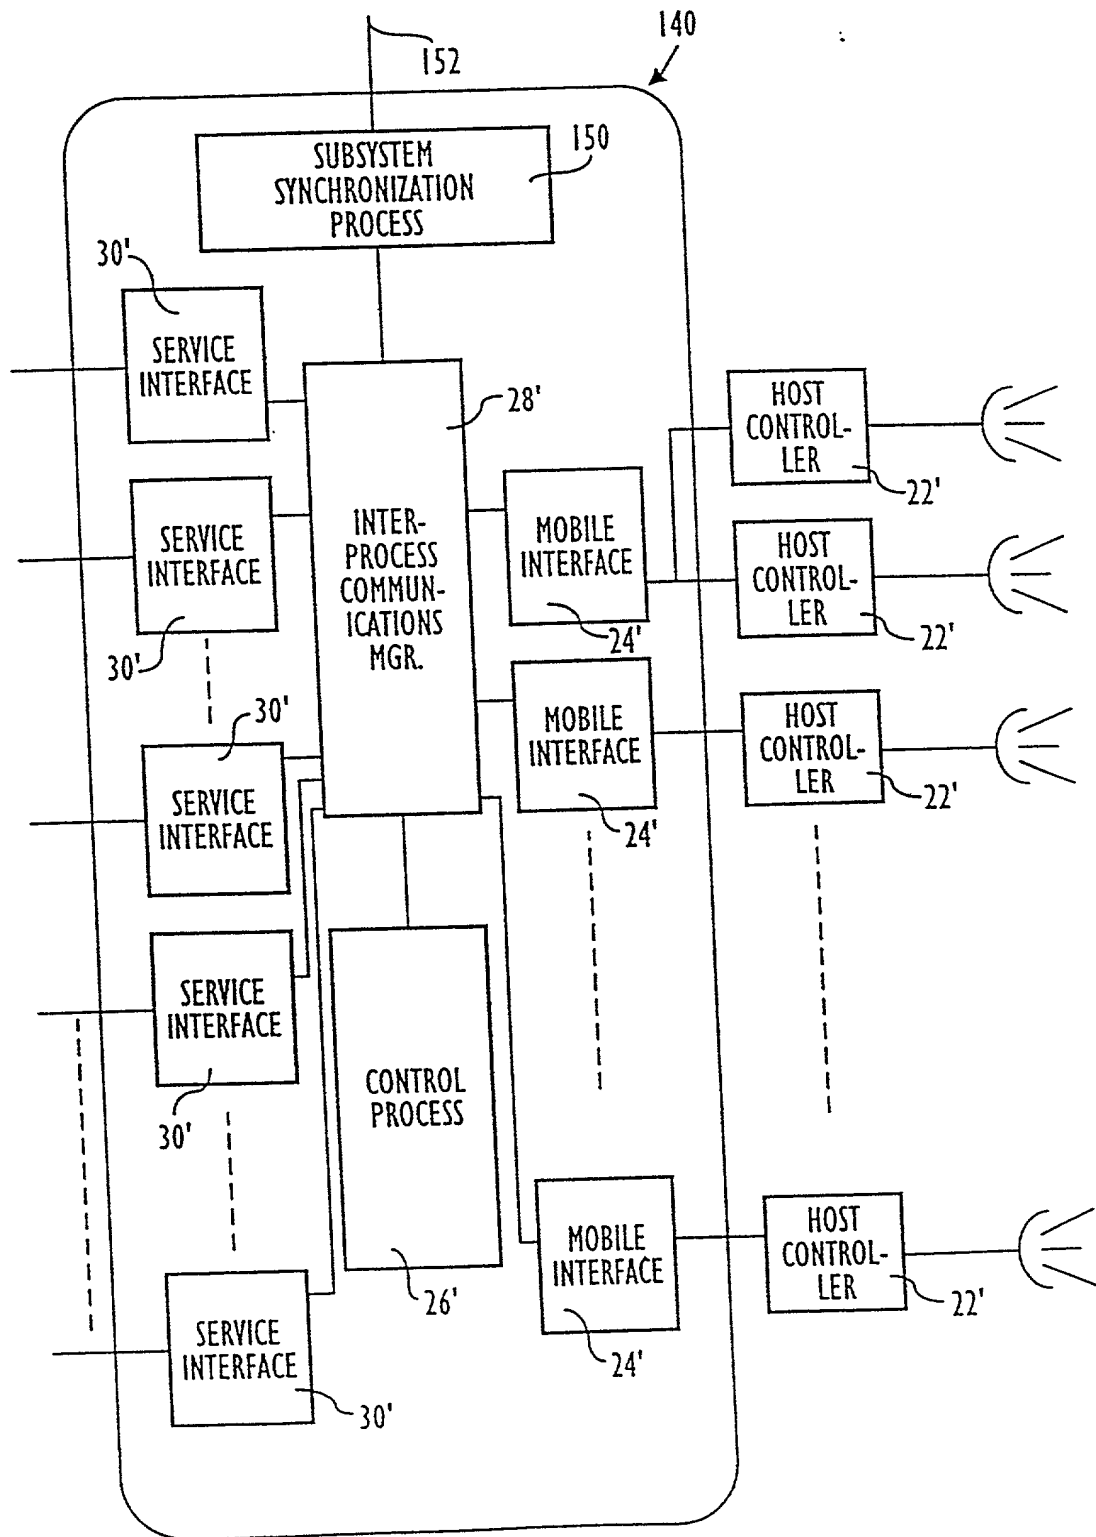 140
152
SUBSYSTEM
SYNCHRONIZATION
PROCESS
150
30'
SERVICE
INTERFACE
28'
HOST
CONTROL-
LER
22'
SERVICE
INTERFACE
30'
INTER-
PROCESS
COMMUN-
ICATIONS
MGR.
MOBILE
INTERFACE
24'
HOST
CONTROL-
LER
22'
30'
SERVICE
INTERFACE
MOBILE
INTERFACE
24'
HOST
CONTROL-
LER
22'
SERVICE
INTERFACE
30'
CONTROL
PROCESS
26'
MOBILE
INTERFACE
24'
HOST
CONTROL-
LER
22'
SERVICE
INTERFACE
30'